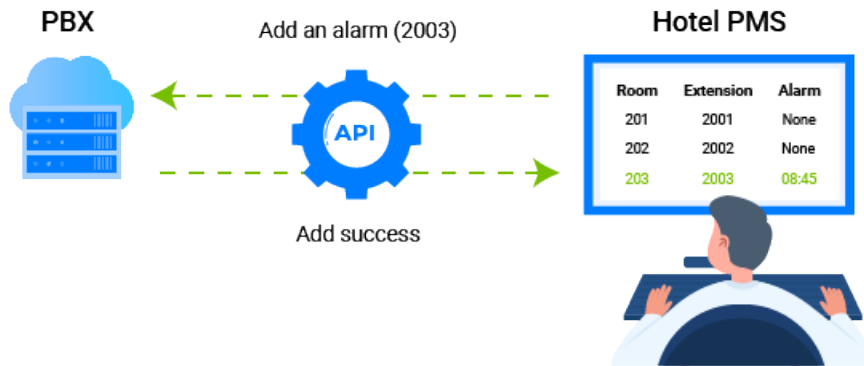 PBX
Add an alarm (2003)
Hotel PMS
API
Add success
Room Extension Alarm
201 2001 None
202 2002 None
203 2003 08:45